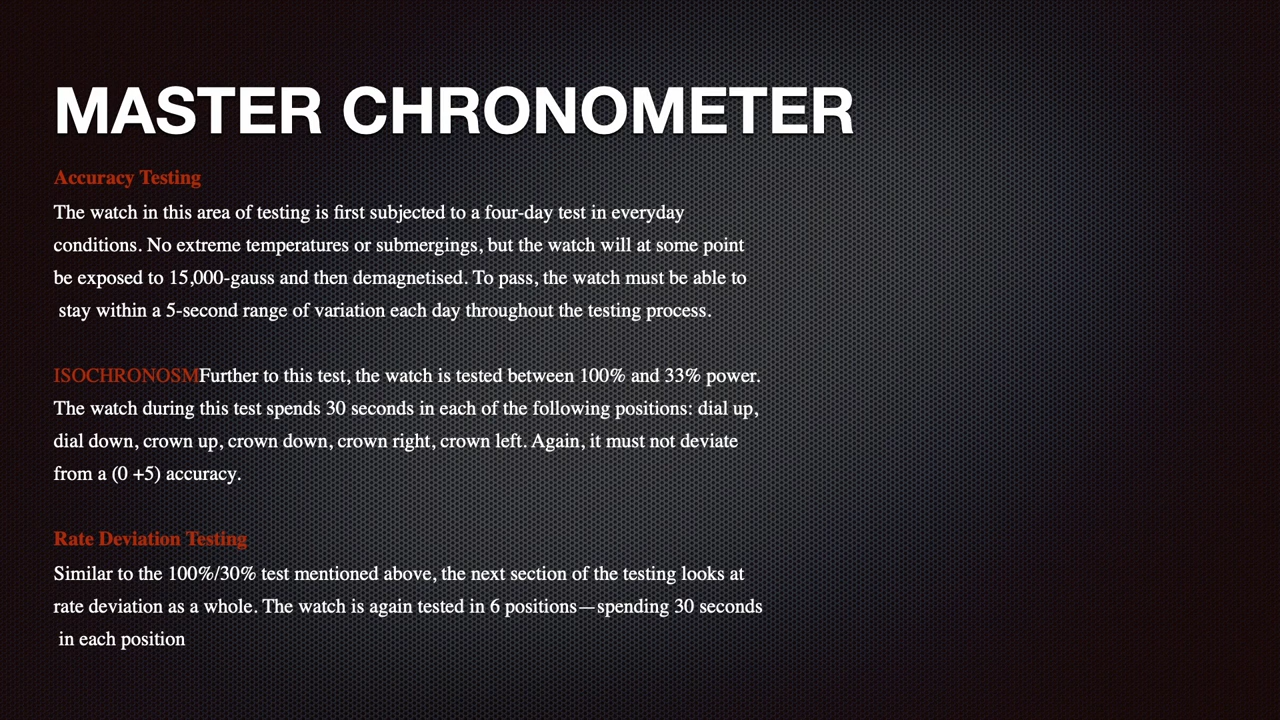 MASTER CHRONOMETER
Accuracy Testing
The watch in this area of testing is first subjected to a four-day test in everyday
conditions. No extreme temperatures or submergings, but the watch will at some point
be exposed to 15,000-gauss and then demagnetised. To pass, the watch must be able to
stay within a 5-second range of variation each day throughout the testing process.
ISOCHRONOSMFurther to this test, the watch is tested between 100% and 33% power.
The watch during this test spends 30 seconds in each of the following positions: dial up,
dial down, crown up, crown down, crown right, crown left. Again, it must not deviate
from a (0 +5) accuracy.
Rate Deviation Testing
Similar to the 100%/30% test mentioned above, the next section of the testing looks at
rate deviation as a whole. The watch is again tested in 6 positions—spending 30 seconds
in each position